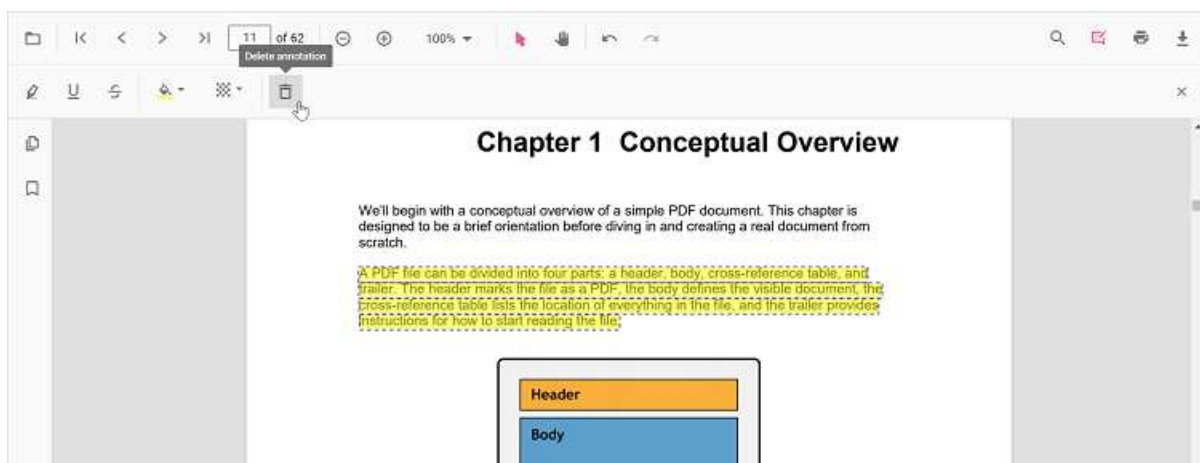 11 of 62
100%
Delete annotation
Chapter 1 Conceptual Overview
We'll begin with a conceptual overview of a simple PDF document. This chapter is
designed to be a brief orientation before diving in and creating a real document from
scratch.
A PDF file can be divided into four parts: a header, body, cross-reference table, and
trailer. The header marks the file as a PDF, the body defines the visible document, the
cross-reference table lists the location of everything in the file, and the trailer provides
instructions for how to start reading the file.
Header
Body